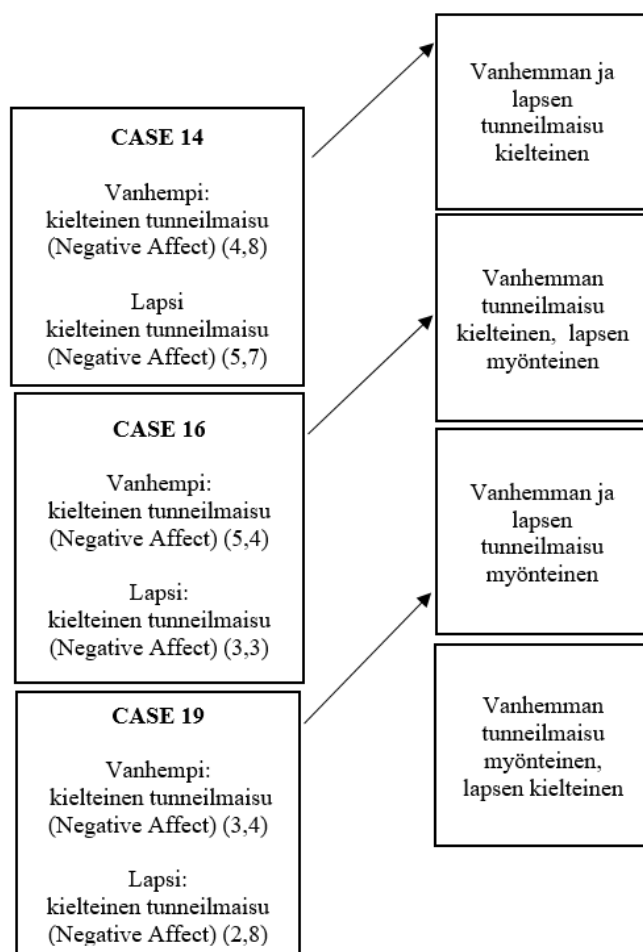 CASE 14
Vanhempi:
kielteinen tunneilmaisu
(Negative Affect) (4,8)
Lapsi
kielteinen tunneilmaisu
(Negative Affect) (5,7)
CASE 16
Vanhempi:
kielteinen tunneilmaisu
(Negative Affect) (5,4)
Lapsi:
kielteinen tunneilmaisu
(Negative Affect) (3,3)
CASE 19
Vanhempi:
kielteinen tunneilmaisu
(Negative Affect) (3,4)
Lapsi:
kielteinen tunneilmaisu
(Negative Affect) (2,8)
Vanhemman ja
lapsen
tunneilmaisu
kielteinen
Vanhemman
tunneilmaisu
kielteinen, lapsen
myönteinen
Vanhemman ja
lapsen
tunneilmaisu
myönteinen
Vanhemman
tunneilmaisu
myönteinen,
lapsen kielteinen